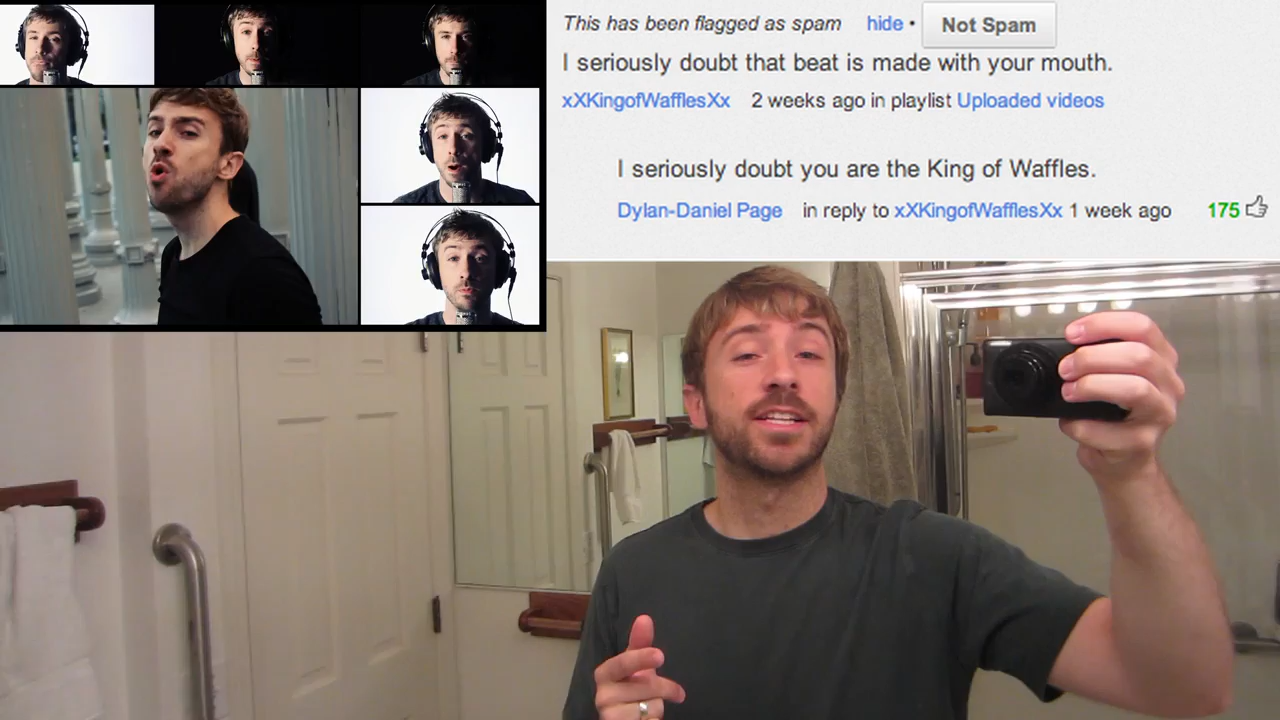 This has been flagged as spam hide • Not Spam
I seriously doubt that beat is made with your mouth.
xXKingofWafflesXx 2 weeks ago in playlist Uploaded videos
I seriously doubt you are the King of Waffles.
Dylan-Daniel Page in reply to xXKingofWafflesXx 1 week ago 175